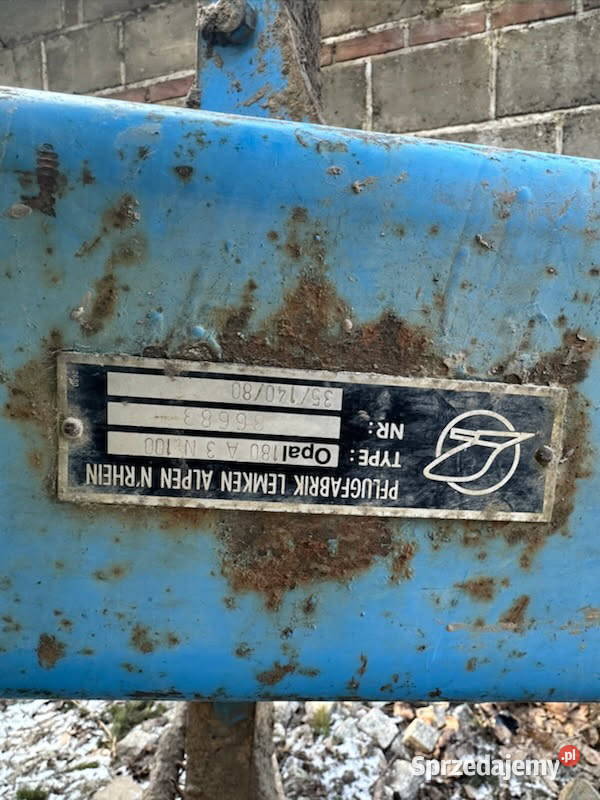 PFLUGFABRIK LEMKEN ALPEN N'RHEIN
TYPE: Opal 180 A 3 N 100
NR: 36683
35/140/80
Sprzedajemy.pl